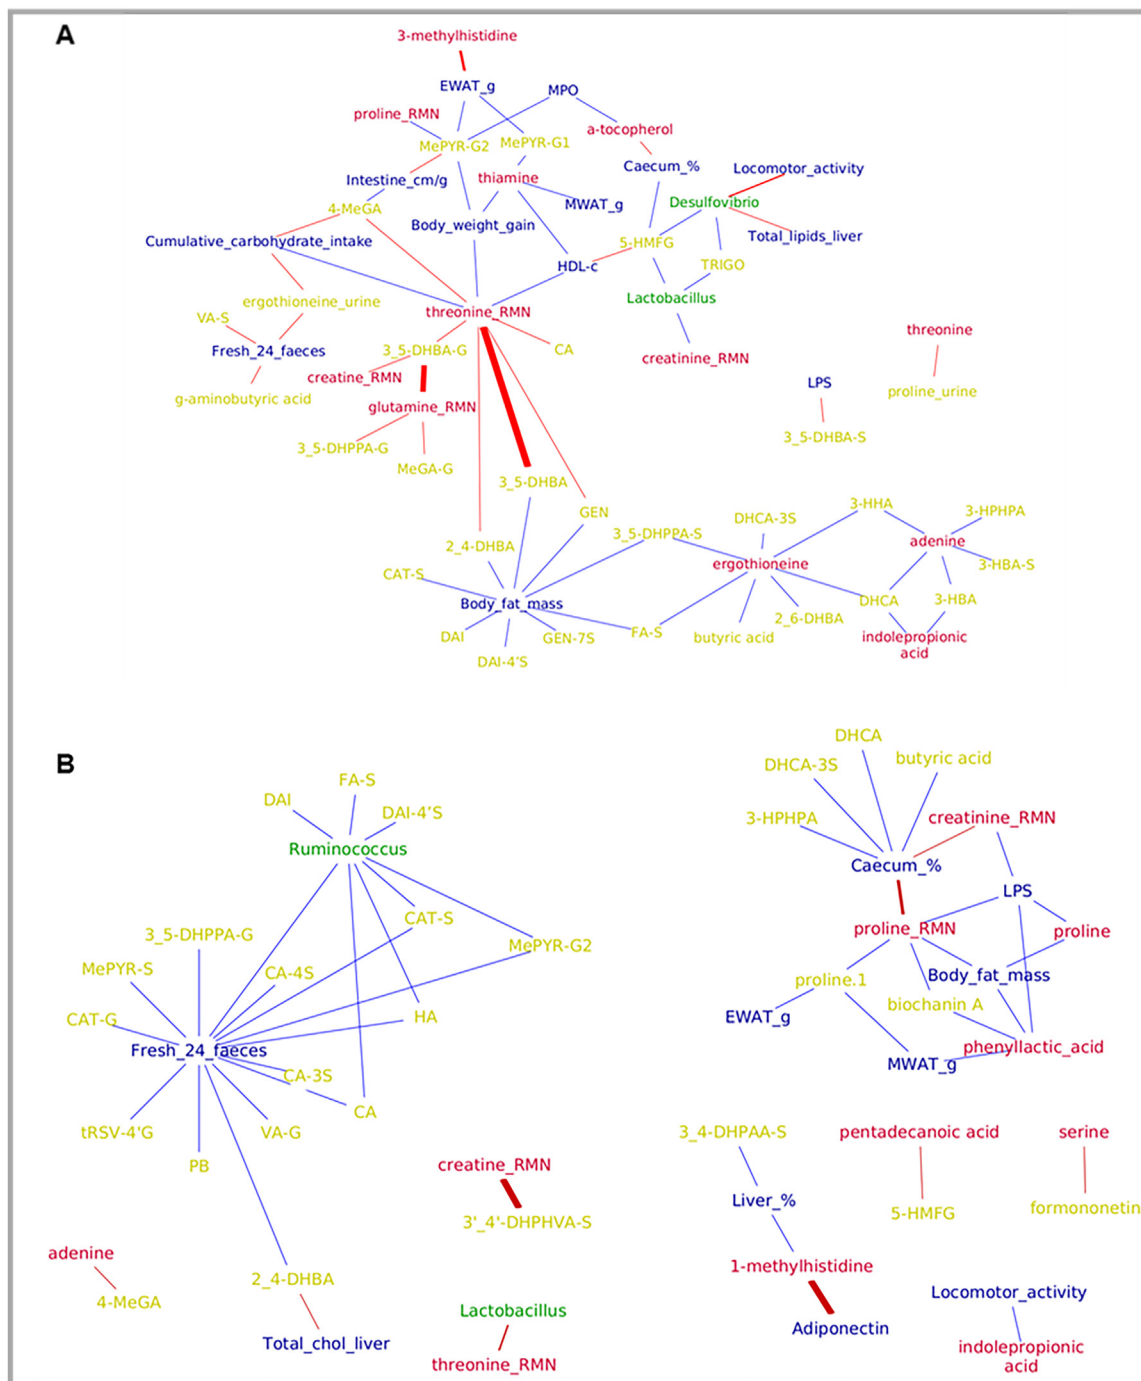 A
3-methylhistidine
EWAT_g
MPO
proline_RMN
a-tocopherol
MePYR-G2
MePYR-G1
Caecum_%
Locomotor_activity
Intestine_cm/g
thiamine
MWAT_g
Desulfovibrio
4-MeGA
Body_weight_gain
Total_lipids_liver
Cumulative_carbohydrate_intake
5-HMFG
HDL-c
TRIGO
ergothioneine_urine
Lactobacillus
VA-S
threonine_RMN
threonine
Fresh_24_faeces
3_5-DHBA-G
CA
creatinine_RMN
creatine_RMN
LPS
proline_urine
g-aminobutyric acid
glutamine_RMN
3_5-DHBA-S
3_5-DHPPA-G
MeGA-G
3_5-DHBA
GEN
DHCA-3S
3-HHA
3-HPHPA
3_5-DHPPA-S
2_4-DHBA
adenine
ergothioneine
3-HBA-S
CAT-S
Body_fat_mass
DHCA
3-HBA
DAI
GEN-7S
FA-S
butyric acid
2_6-DHBA
indolepropionic
acid
DAI-4'S
B
DHCA
FA-S
DHCA-3S
butyric acid
DAI
DAI-4'S
3-HPHPA
creatinine_RMN
Ruminococcus
Caecum_%
LPS
CAT-S
3_5-DHPPA-G
MePYR-G2
proline_RMN
proline
MePYR-S
CA-4S
proline.1
Body_fat_mass
biochanin A
CAT-G
HA
EWAT_g
Fresh_24_faeces
phenyllactic_acid
MWAT_g
CA-3S
CA
tRSV-4'G
VA-G
3_4-DHPAA-S
pentadecanoic acid
serine
PB
creatine_RMN
Liver_%
3'_4'-DHPHVA-S
5-HMFG
formononetin
adenine
1-methylhistidine
2_4-DHBA
4-MeGA
Locomotor_activity
Lactobacillus
Adiponectin
Total_chol_liver
indolepropionic
acid
threonine_RMN